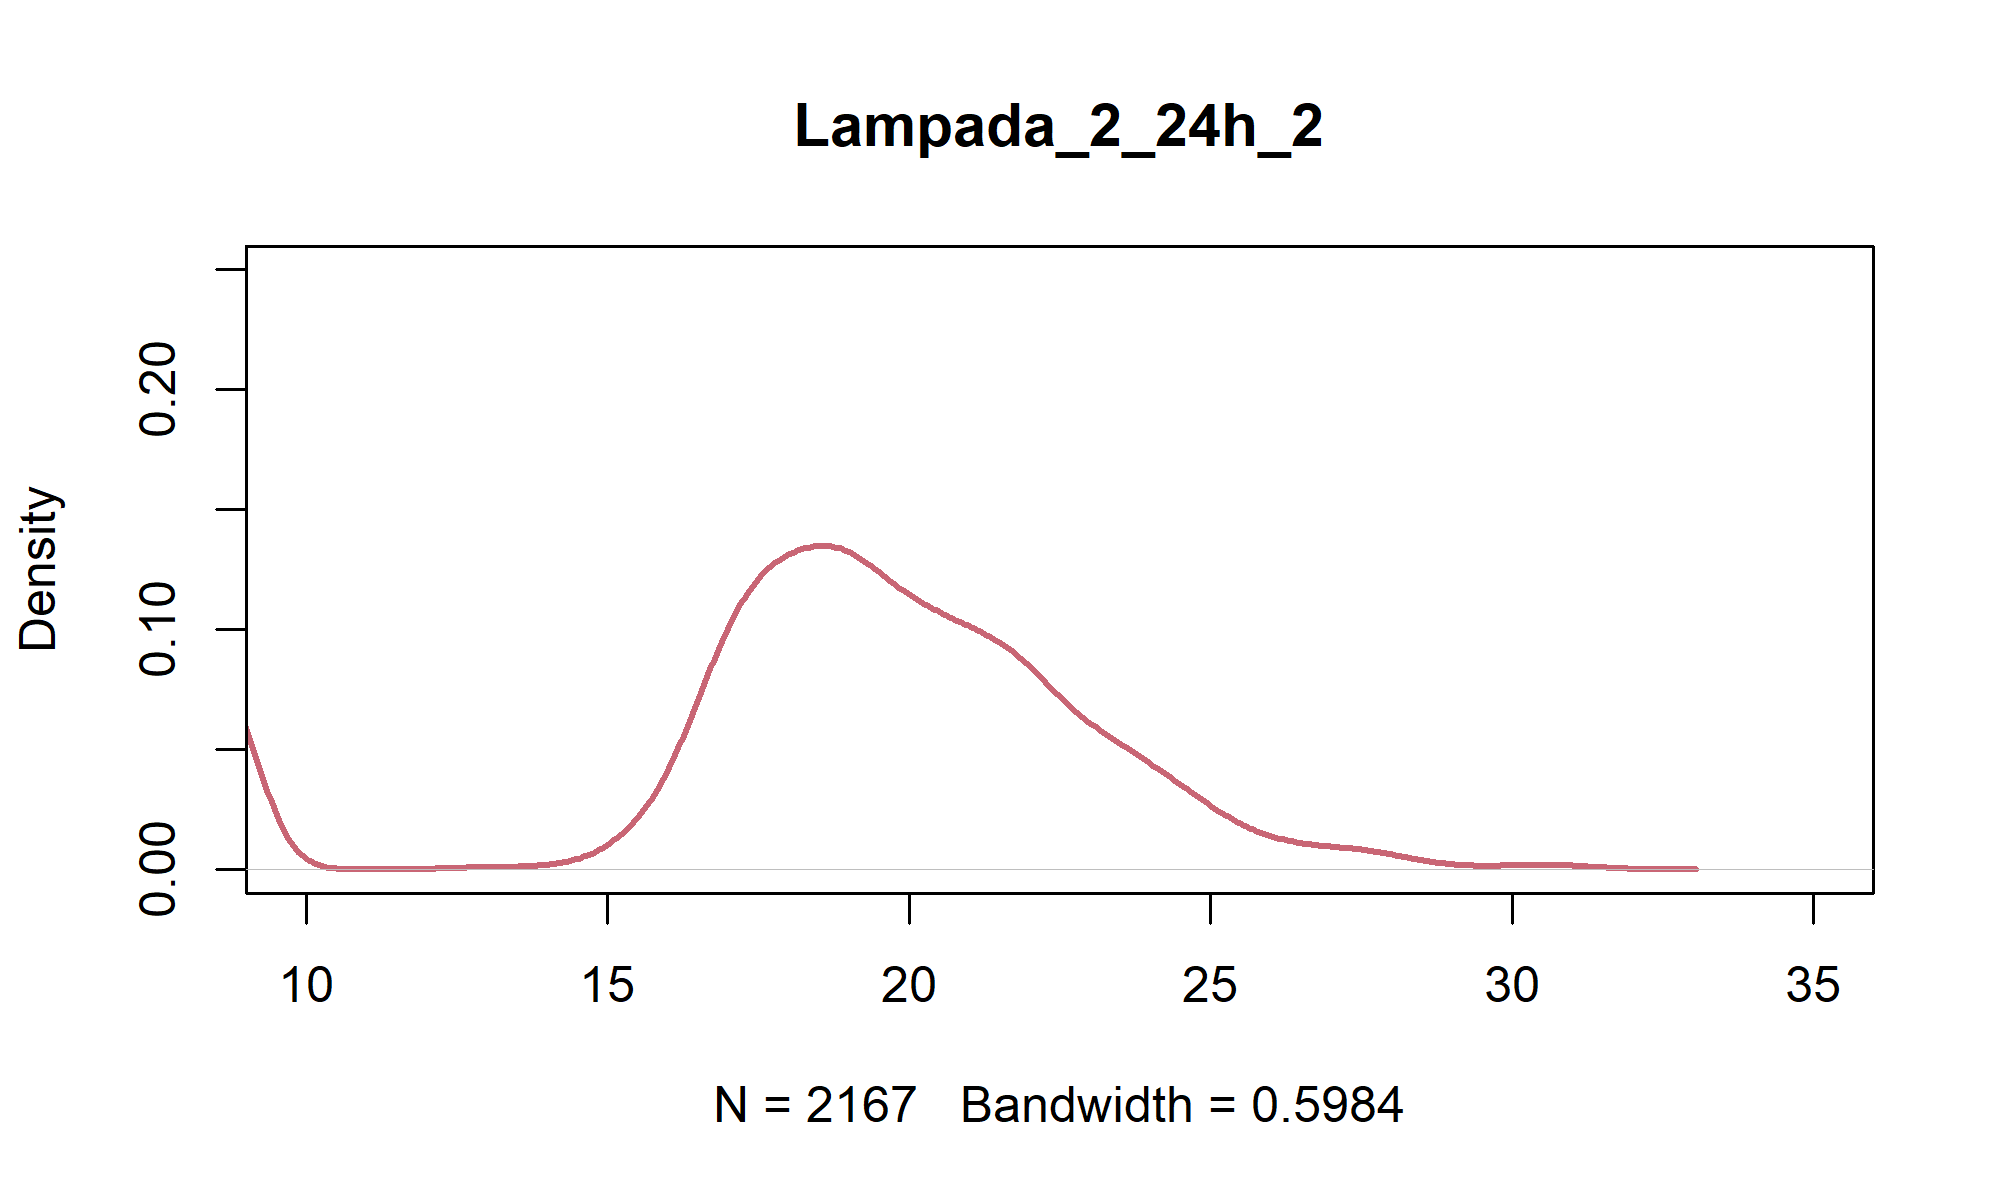 Lampada_2_24h_2
Density
0.20
0.10
0.00
10 15 20 25 30 35
N = 2167 Bandwidth = 0.5984